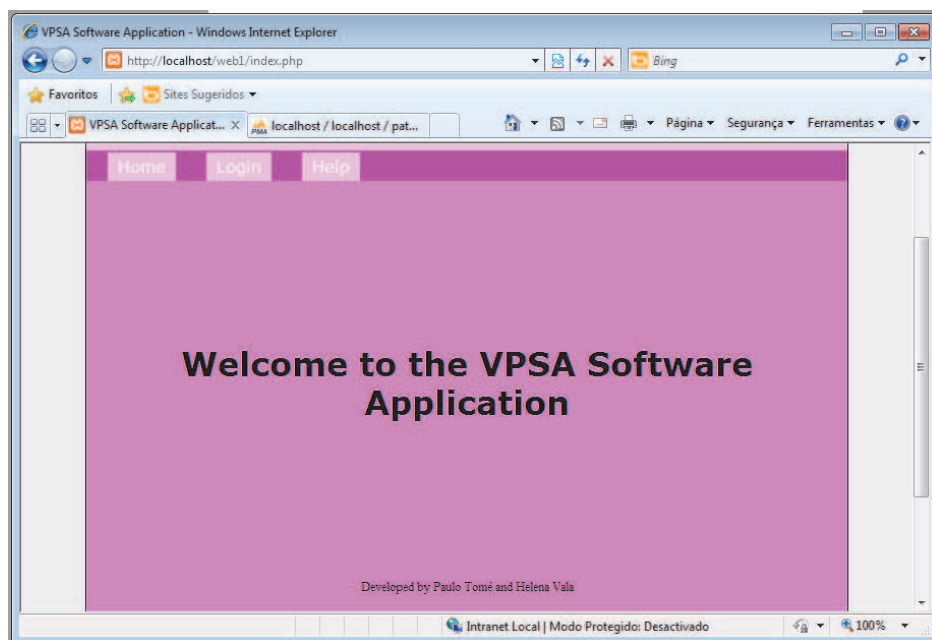 VPSA Software Application - Windows Internet Explorer
http://localhost/web1/index.php
Bing
Favoritos
Sites Sugeridos
VPSA Software Applicat...
PMA
localhost / localhost / pat...
Página
Segurança
Ferramentas
Home
Login
Help
Welcome to the VPSA Software
Application
Developed by Paulo Tomé and Helena Vala
Intranet Local | Modo Protegido: Desactivado
100%